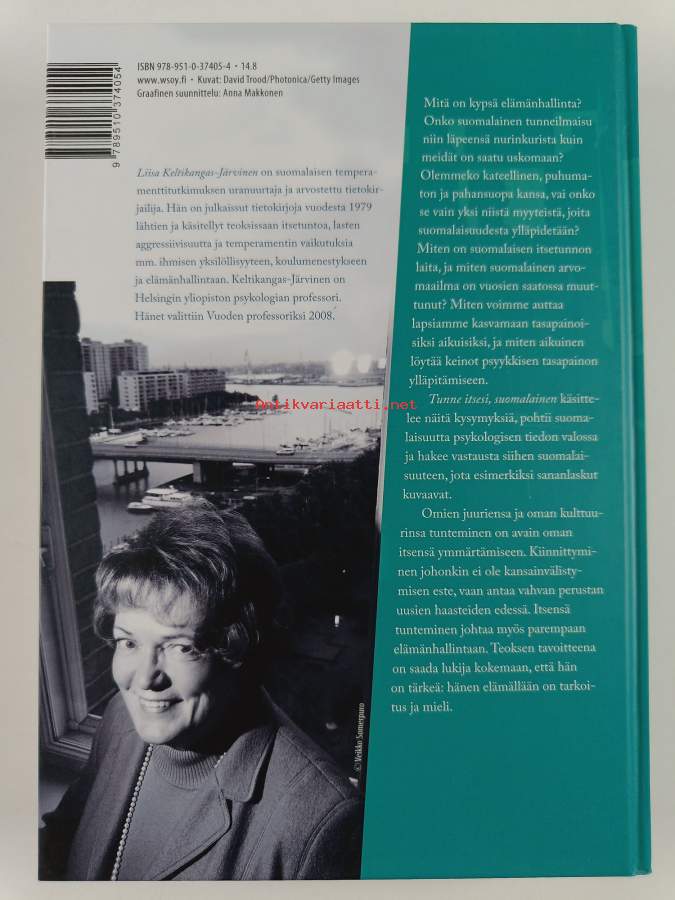 ISBN 978-951-0-37405-4 • 14.8
www.wsoy.fi • Kuvat: David Trood/Photonica/Getty Images
Graafinen suunnittelu: Anna Makkonen
9 789510 374054
Liisa Keltikangas-Järvinen on suomalaisen tempera-
menttitutkimuksen uranuurtaja ja arvostettu tietokir-
jailija. Hän on julkaissut tietokirjoja vuodesta 1979
lähtien ja käsitellyt teoksissaan itsetuntoa, lasten
aggressiivisuutta ja temperamentin vaikutuksia
mm. ihmisen yksilöllisyyteen, koulumenestykseen
ja elämänhallintaan. Keltikangas-Järvinen on
Helsingin yliopiston psykologian professori.
Hänet valittiin Vuoden professoriksi 2008.
Antikvariaatti.net
© Veikko Somerpuro
Mitä on kypsä elämänhallinta?
Onko suomalainen tunneilmaisu
niin läpeensä nurinkurista kuin
meidät on saatu uskomaan?
Olemmeko kateellinen, puhuma-
ton ja pahansuopa kansa, vai onko
se vain yksi niistä myyteistä, joita
suomalaisuudesta ylläpidetään?
Miten on suomalaisen itsetunnon
laita, ja miten suomalainen arvo-
maailma on vuosien saatossa muut-
tunut? Miten voimme auttaa
lapsiamme kasvamaan tasapainoi-
siksi aikuisiksi, ja miten aikuinen
löytää keinot psyykkisen tasapainon
ylläpitämiseen.
Tunne itsesi, suomalainen käsitte-
lee näitä kysymyksiä, pohtii suoma-
laisuutta psykologisen tiedon valossa
ja hakee vastausta siihen suomalai-
suuteen, jota esimerkiksi sananlaskut
kuvaavat.
Omien juuriensa ja oman kulttuu-
rinsa tunteminen on avain oman
itsensä ymmärtämiseen. Kiinnittymi-
nen johonkin ei ole kansainvälisty-
misen este, vaan antaa vahvan perustan
uusien haasteiden edessä. Itsensä
tunteminen johtaa myös parempaan
elämänhallintaan. Teoksen tavoitteena
on saada lukija kokemaan, että hän
on tärkeä: hänen elämällään on tarkoi-
tus ja mieli.